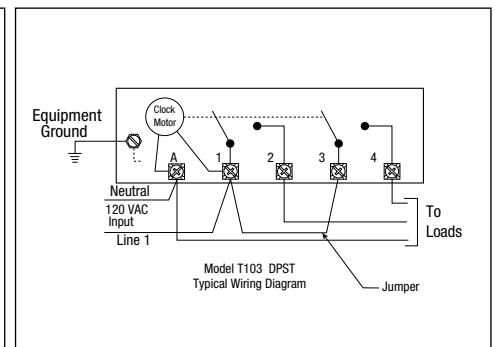 Equipment
Ground
Clock
Motor
A
1
2
3
4
Neutral
120 VAC
Input
Line 1
To
Loads
Model T103  DPST
Typical Wiring Diagram
Jumper